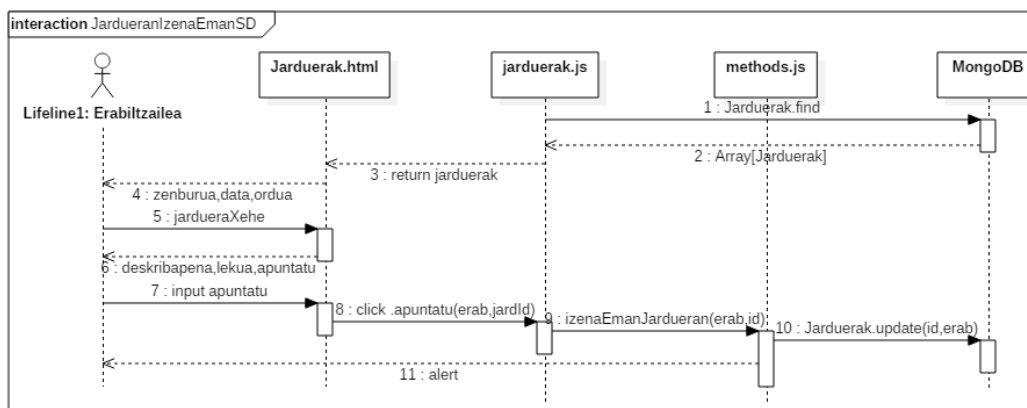 interaction JardueranIzenaEmanSD
Jarduerak.html
jarduerak.js
methods.js
MongoDB
Lifeline1: Erabiltzailea
1 : Jarduerak.find
2 : Array[Jarduerak]
3 : return jarduerak
4 : zenburua,data,ordua
5 : jardueraXehe
6 : deskribapena,lekua,apuntatu
7 : input apuntatu
8 : click .apuntatu(erab,jardId)
9 : izenaEmanJardueran(erab,id)
10 : Jarduerak.update(id,erab)
11 : alert